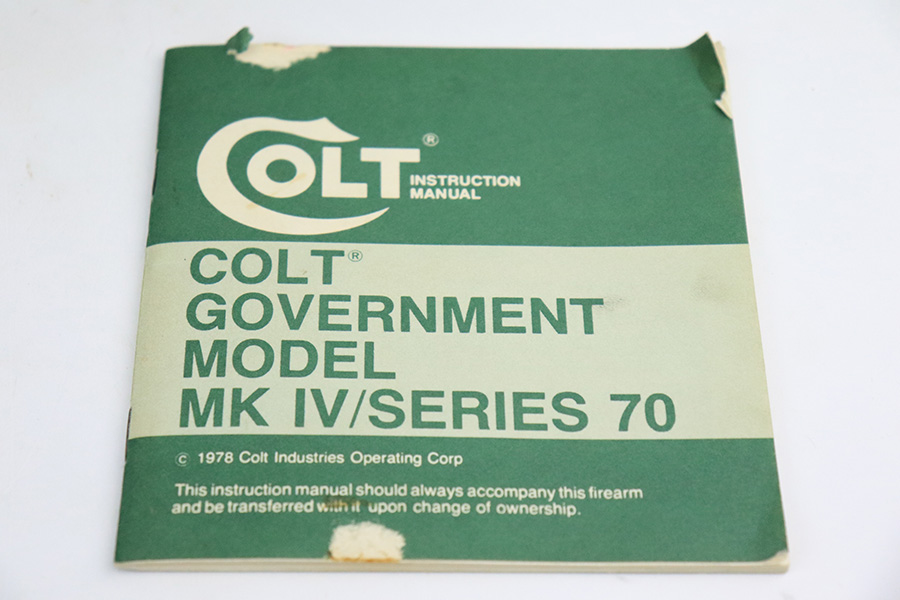 COLT®
INSTRUCTION
MANUAL
COLT®
GOVERNMENT
MODEL
MK IV/SERIES 70
© 1978 Colt Industries Operating Corp
This instruction manual should always accompany this firearm
and be transferred with it upon change of ownership.